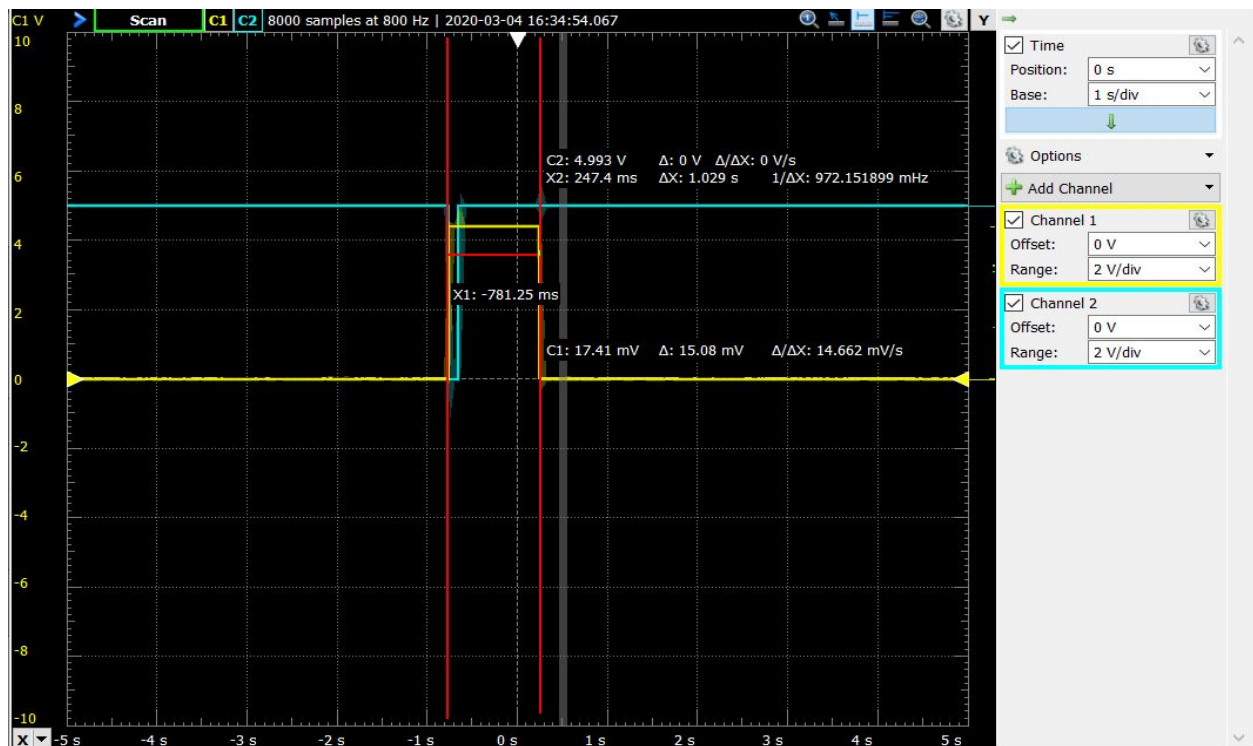 C1 V Scan C1 C2 8000 samples at 800 Hz | 2020-03-04 16:34:54.067 Y
10
8
6
4
2
0
-2
-4
-6
-8
-10
C2: 4.993 V Δ: 0 V Δ/ΔX: 0 V/s
X2: 247.4 ms ΔX: 1.029 s 1/ΔX: 972.151899 mHz
X1: -781.25 ms
C1: 17.41 mV Δ: 15.08 mV Δ/ΔX: 14.662 mV/s
X -5 s -4 s -3 s -2 s -1 s 0 s 1 s 2 s 3 s 4 s 5 s
Time
Position: 0 s
Base: 1 s/div
Options
Add Channel
Channel 1
Offset: 0 V
Range: 2 V/div
Channel 2
Offset: 0 V
Range: 2 V/div